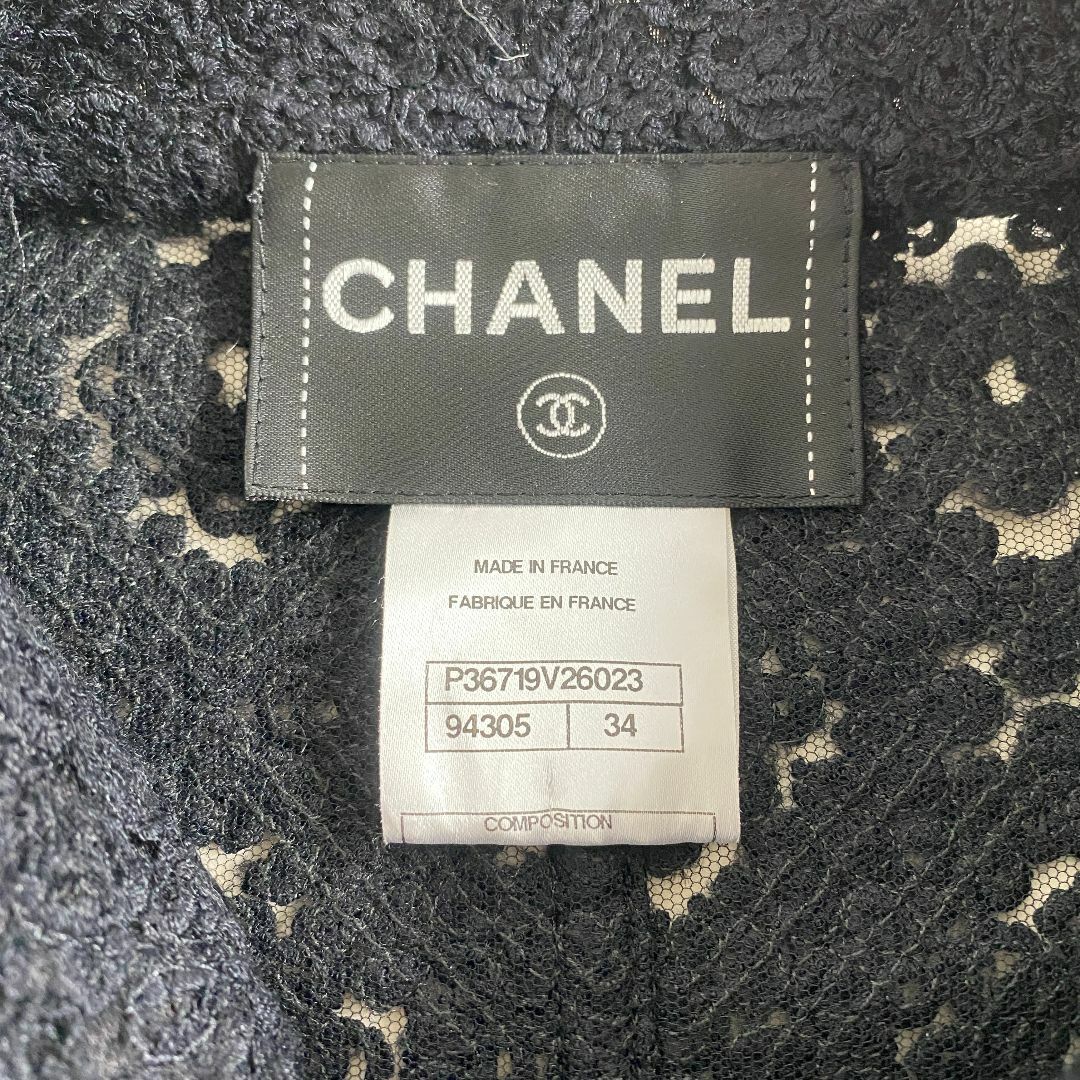 CHANEL
MADE IN FRANCE
FABRIQUE EN FRANCE
P36719V26023
94305 34
COMPOSITION